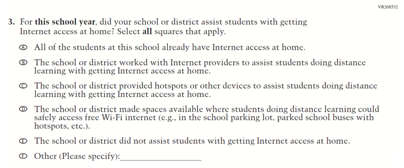 VH360532
3. For this school year, did your school or district assist students with getting
Internet access at home? Select all squares that apply.
A All of the students at this school already have Internet access at home.
B The school or district worked with Internet providers to assist students doing distance
learning with getting Internet access at home.
C The school or district provided hotspots or other devices to assist students doing distance
learning with getting Internet access at home.
D The school or district made spaces available where students doing distance learning could
safely access free Wi-Fi internet (e.g., in the school parking lot, parked school buses with
hotspots, etc.).
E The school or district did not assist students with getting Internet access at home.
F Other (Please specify):